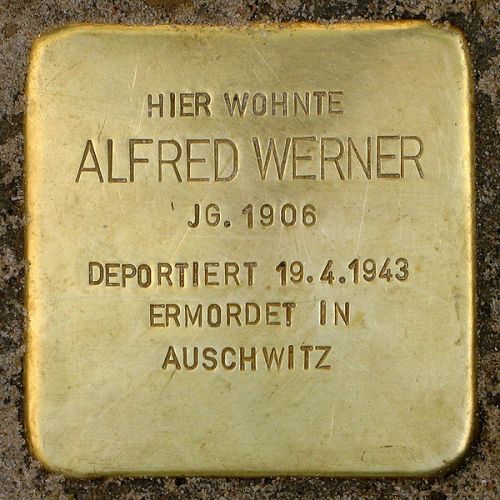 HIER WOHNTE
ALFRED WERNER
JG. 1906
DEPORTIERT 19.4.1943
ERMORDET IN
AUSCHWITZ